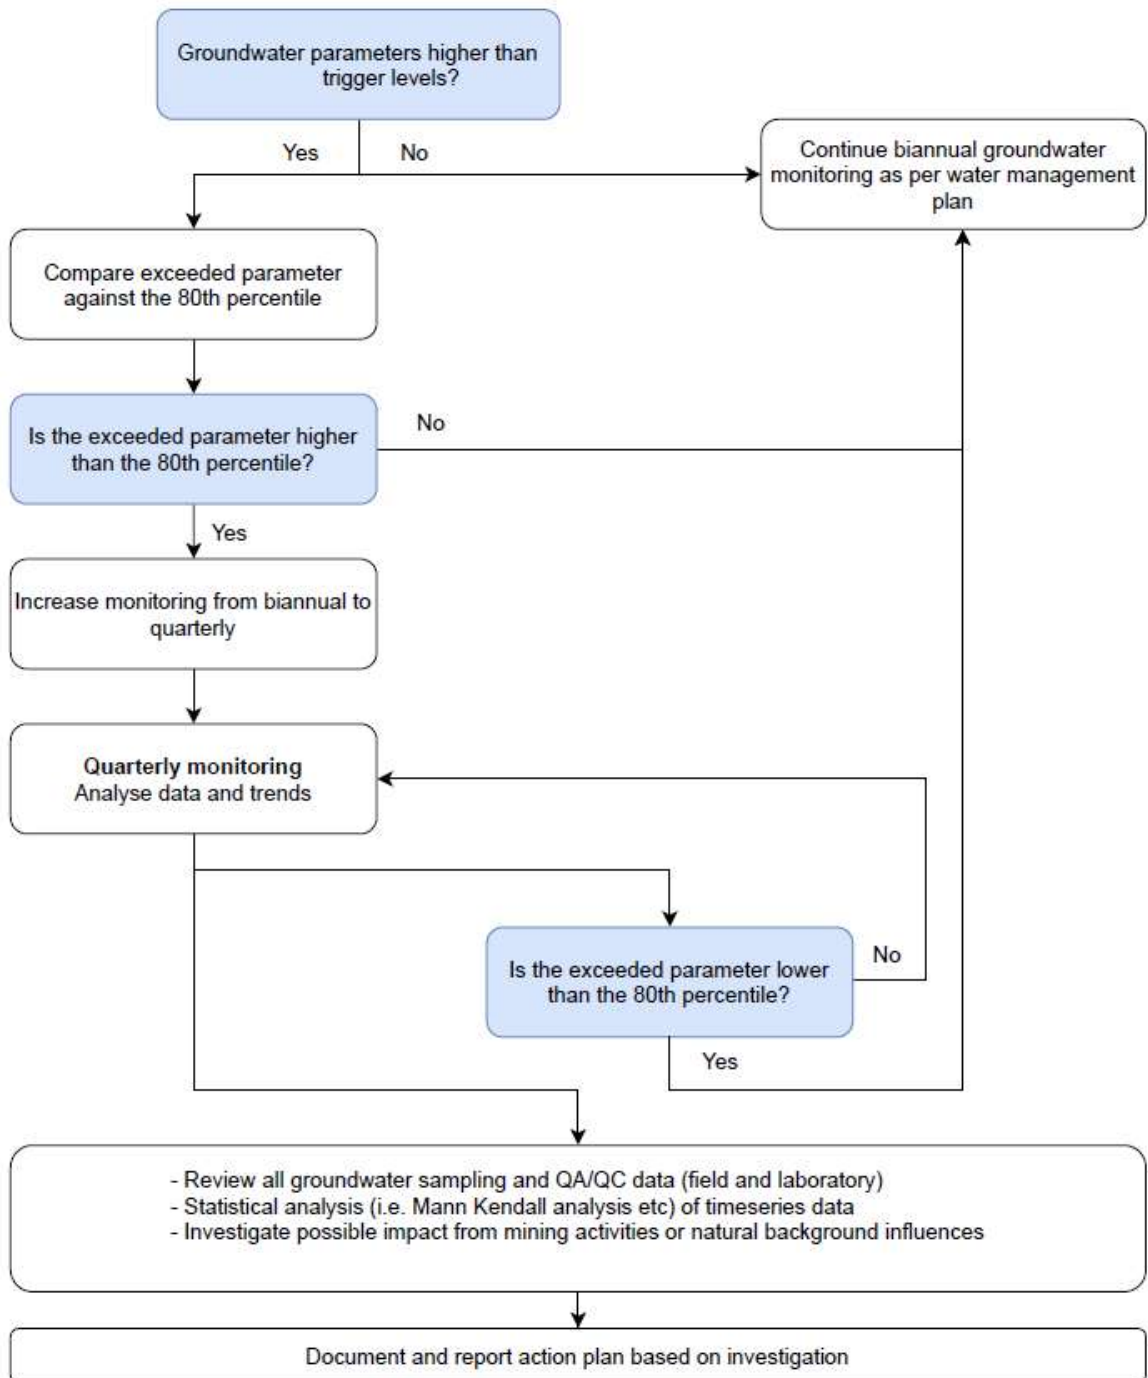 Groundwater parameters higher than
trigger levels?
Yes
No
Continue biannual groundwater
monitoring as per water management
plan
Compare exceeded parameter
against the 80th percentile
Is the exceeded parameter higher
than the 80th percentile?
No
Yes
Increase monitoring from biannual to
quarterly
Quarterly monitoring
Analyse data and trends
Is the exceeded parameter lower
than the 80th percentile?
No
Yes
- Review all groundwater sampling and QA/QC data (field and laboratory)
- Statistical analysis (i.e. Mann Kendall analysis etc) of timeseries data
- Investigate possible impact from mining activities or natural background influences
Document and report action plan based on investigation